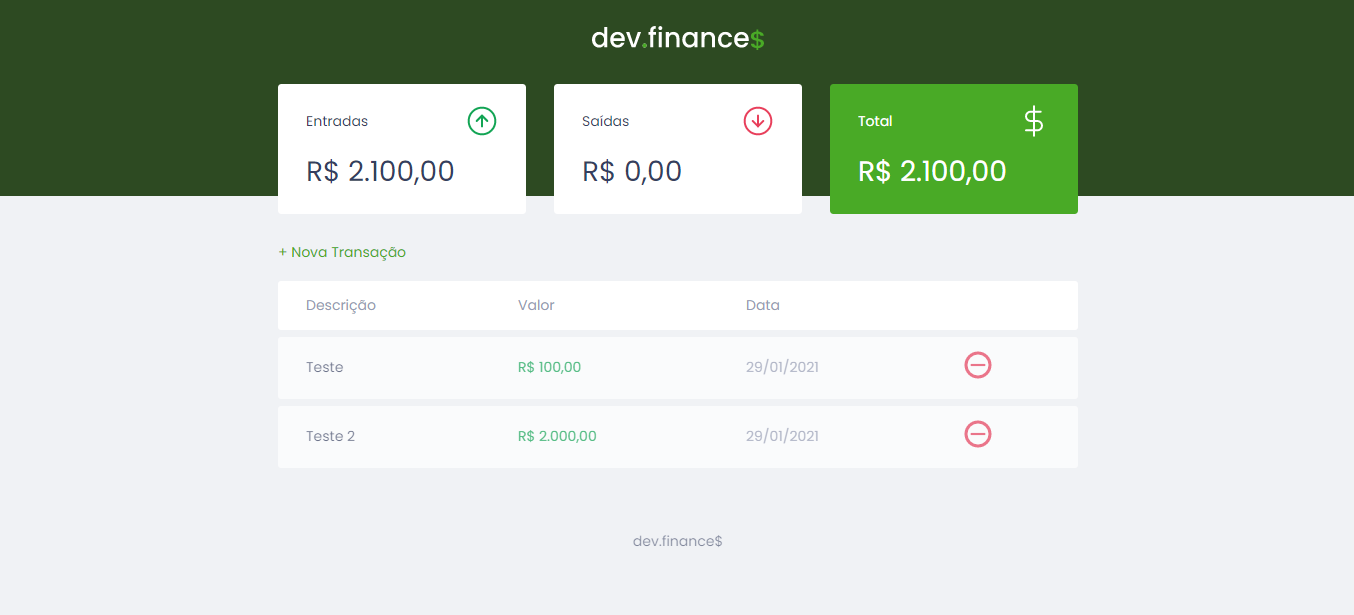 dev.finance$
Entradas
R$ 2.100,00
Saídas
R$ 0,00
Total
$
R$ 2.100,00
+ Nova Transação
Descrição Valor Data
Teste R$ 100,00 29/01/2021
Teste 2 R$ 2.000,00 29/01/2021
dev.finance$